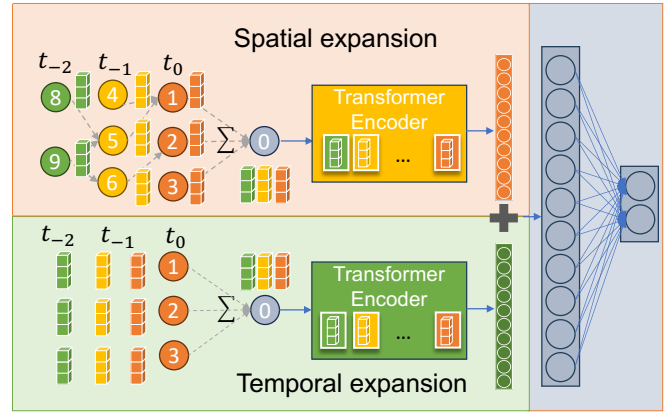 Spatial expansion
t₋₂
t₋₁
t₀
8
4
1
9
5
2
6
3
Σ
0
Transformer
Encoder
...
t₋₂
t₋₁
t₀
1
2
3
Σ
0
Transformer
Encoder
...
Temporal expansion